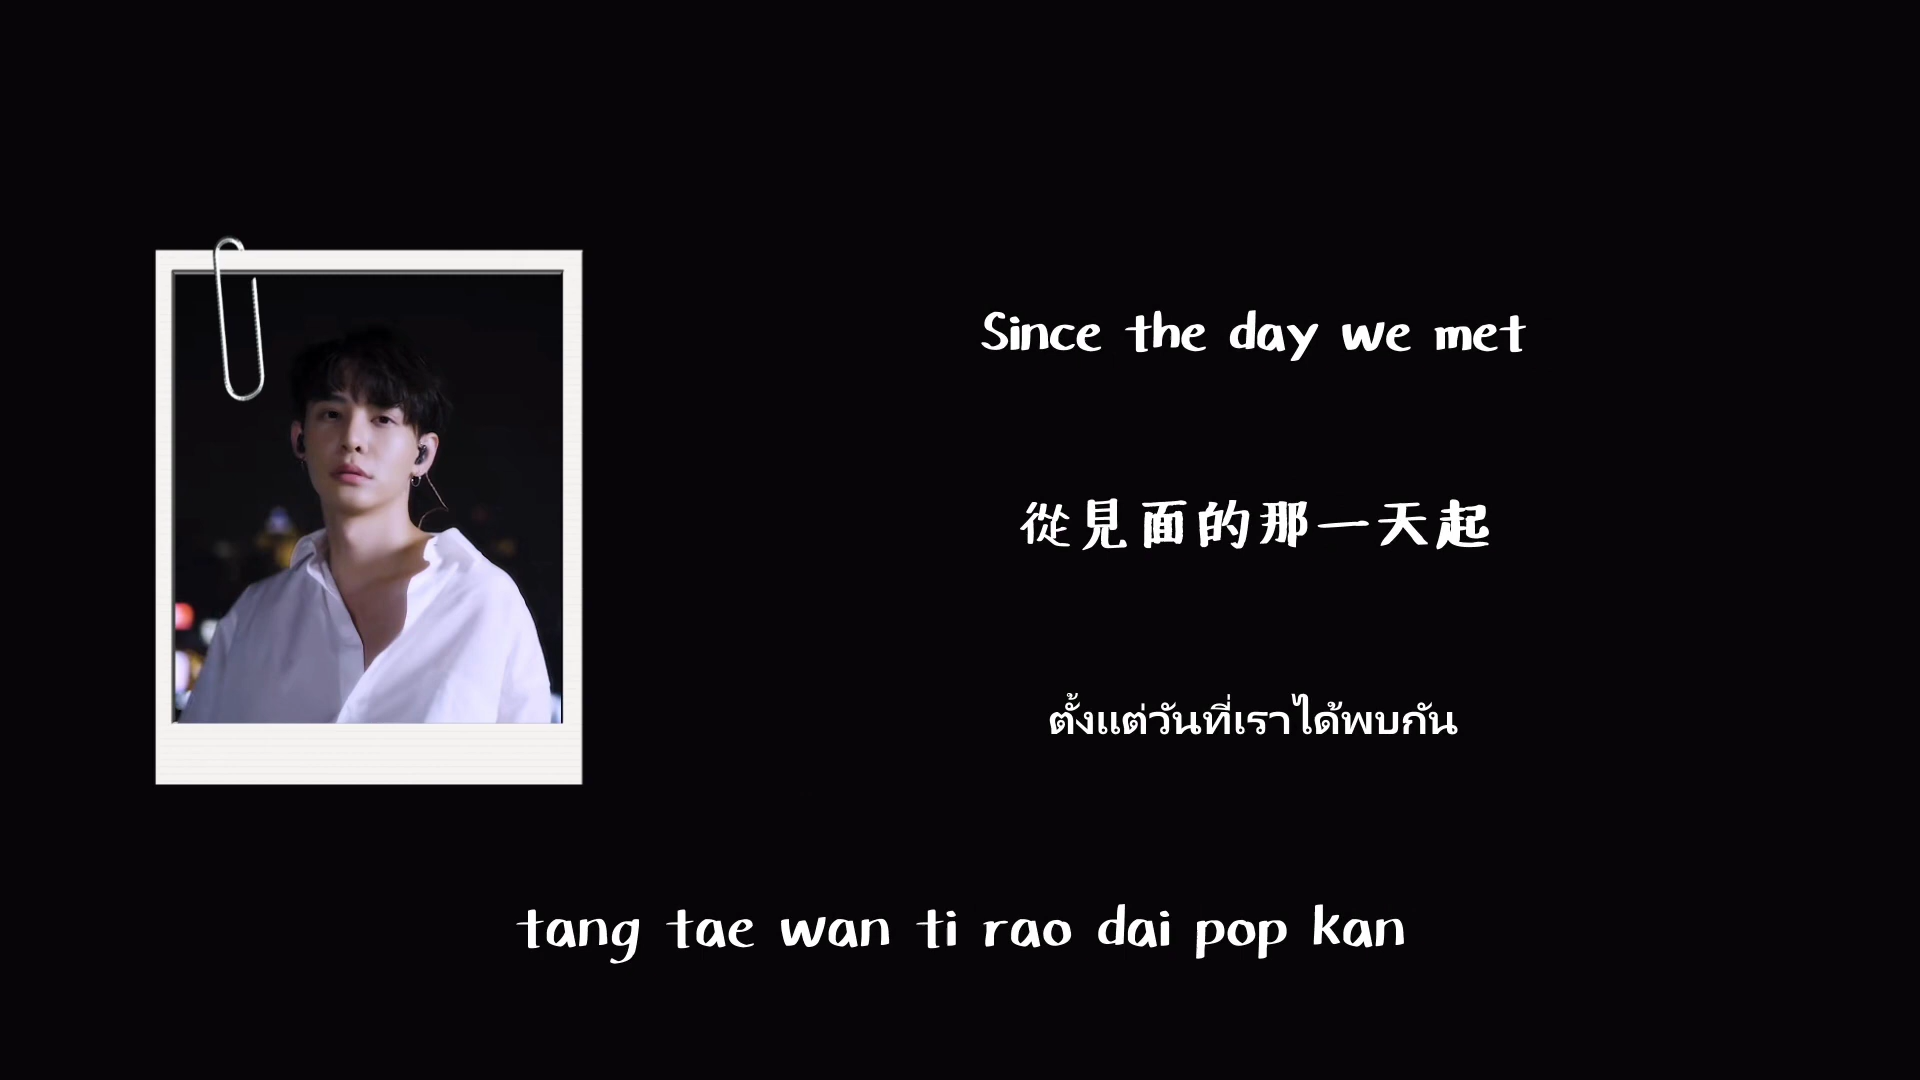 Since the day we met
從見面的那一天起
ตั้งแต่วันที่เราได้พบกัน
tang tae wan ti rao dai pop kan